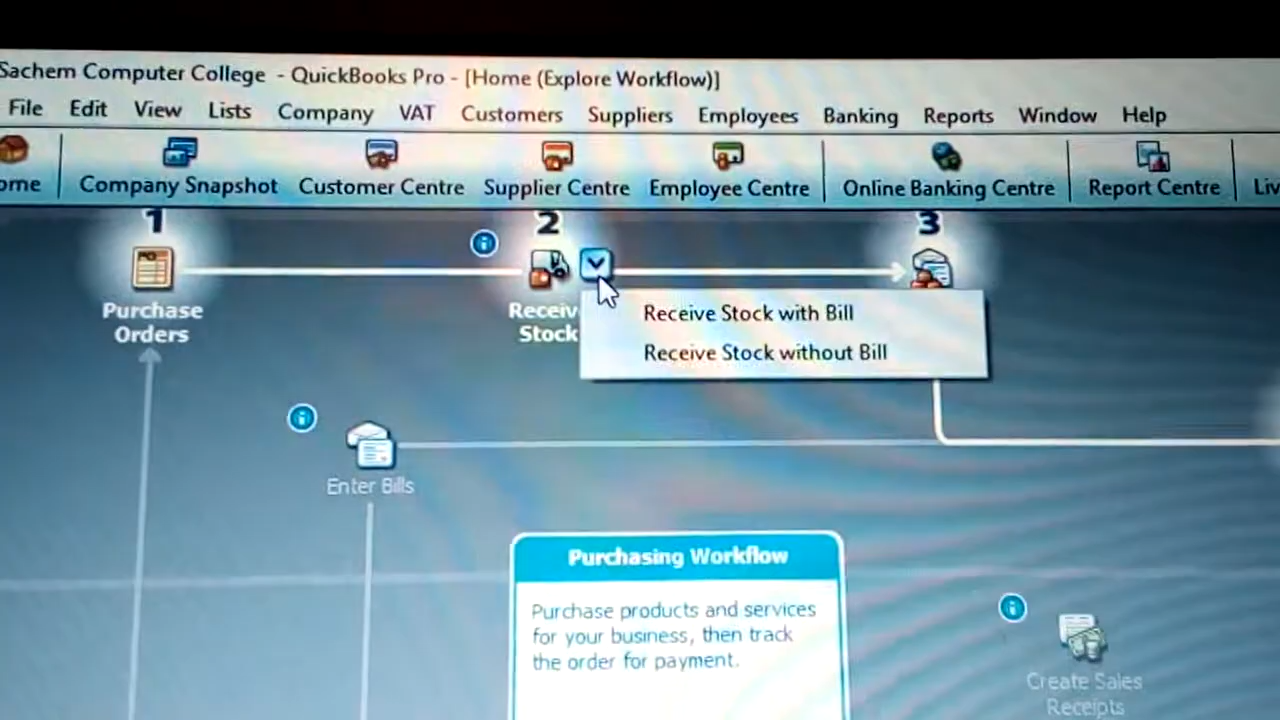 Sachem Computer College - QuickBooks Pro - [Home (Explore Workflow)]
File Edit View Lists Company VAT Customers Suppliers Employees Banking Reports Window Help
ome Company Snapshot Customer Centre Supplier Centre Employee Centre Online Banking Centre Report Centre Liv
1 2 3
Purchase
Orders
Receiv
Stock
Receive Stock with Bill
Receive Stock without Bill
Enter Bills
Purchasing Workflow
Purchase products and services
for your business, then track
the order for payment.
Create Sales
Receipts